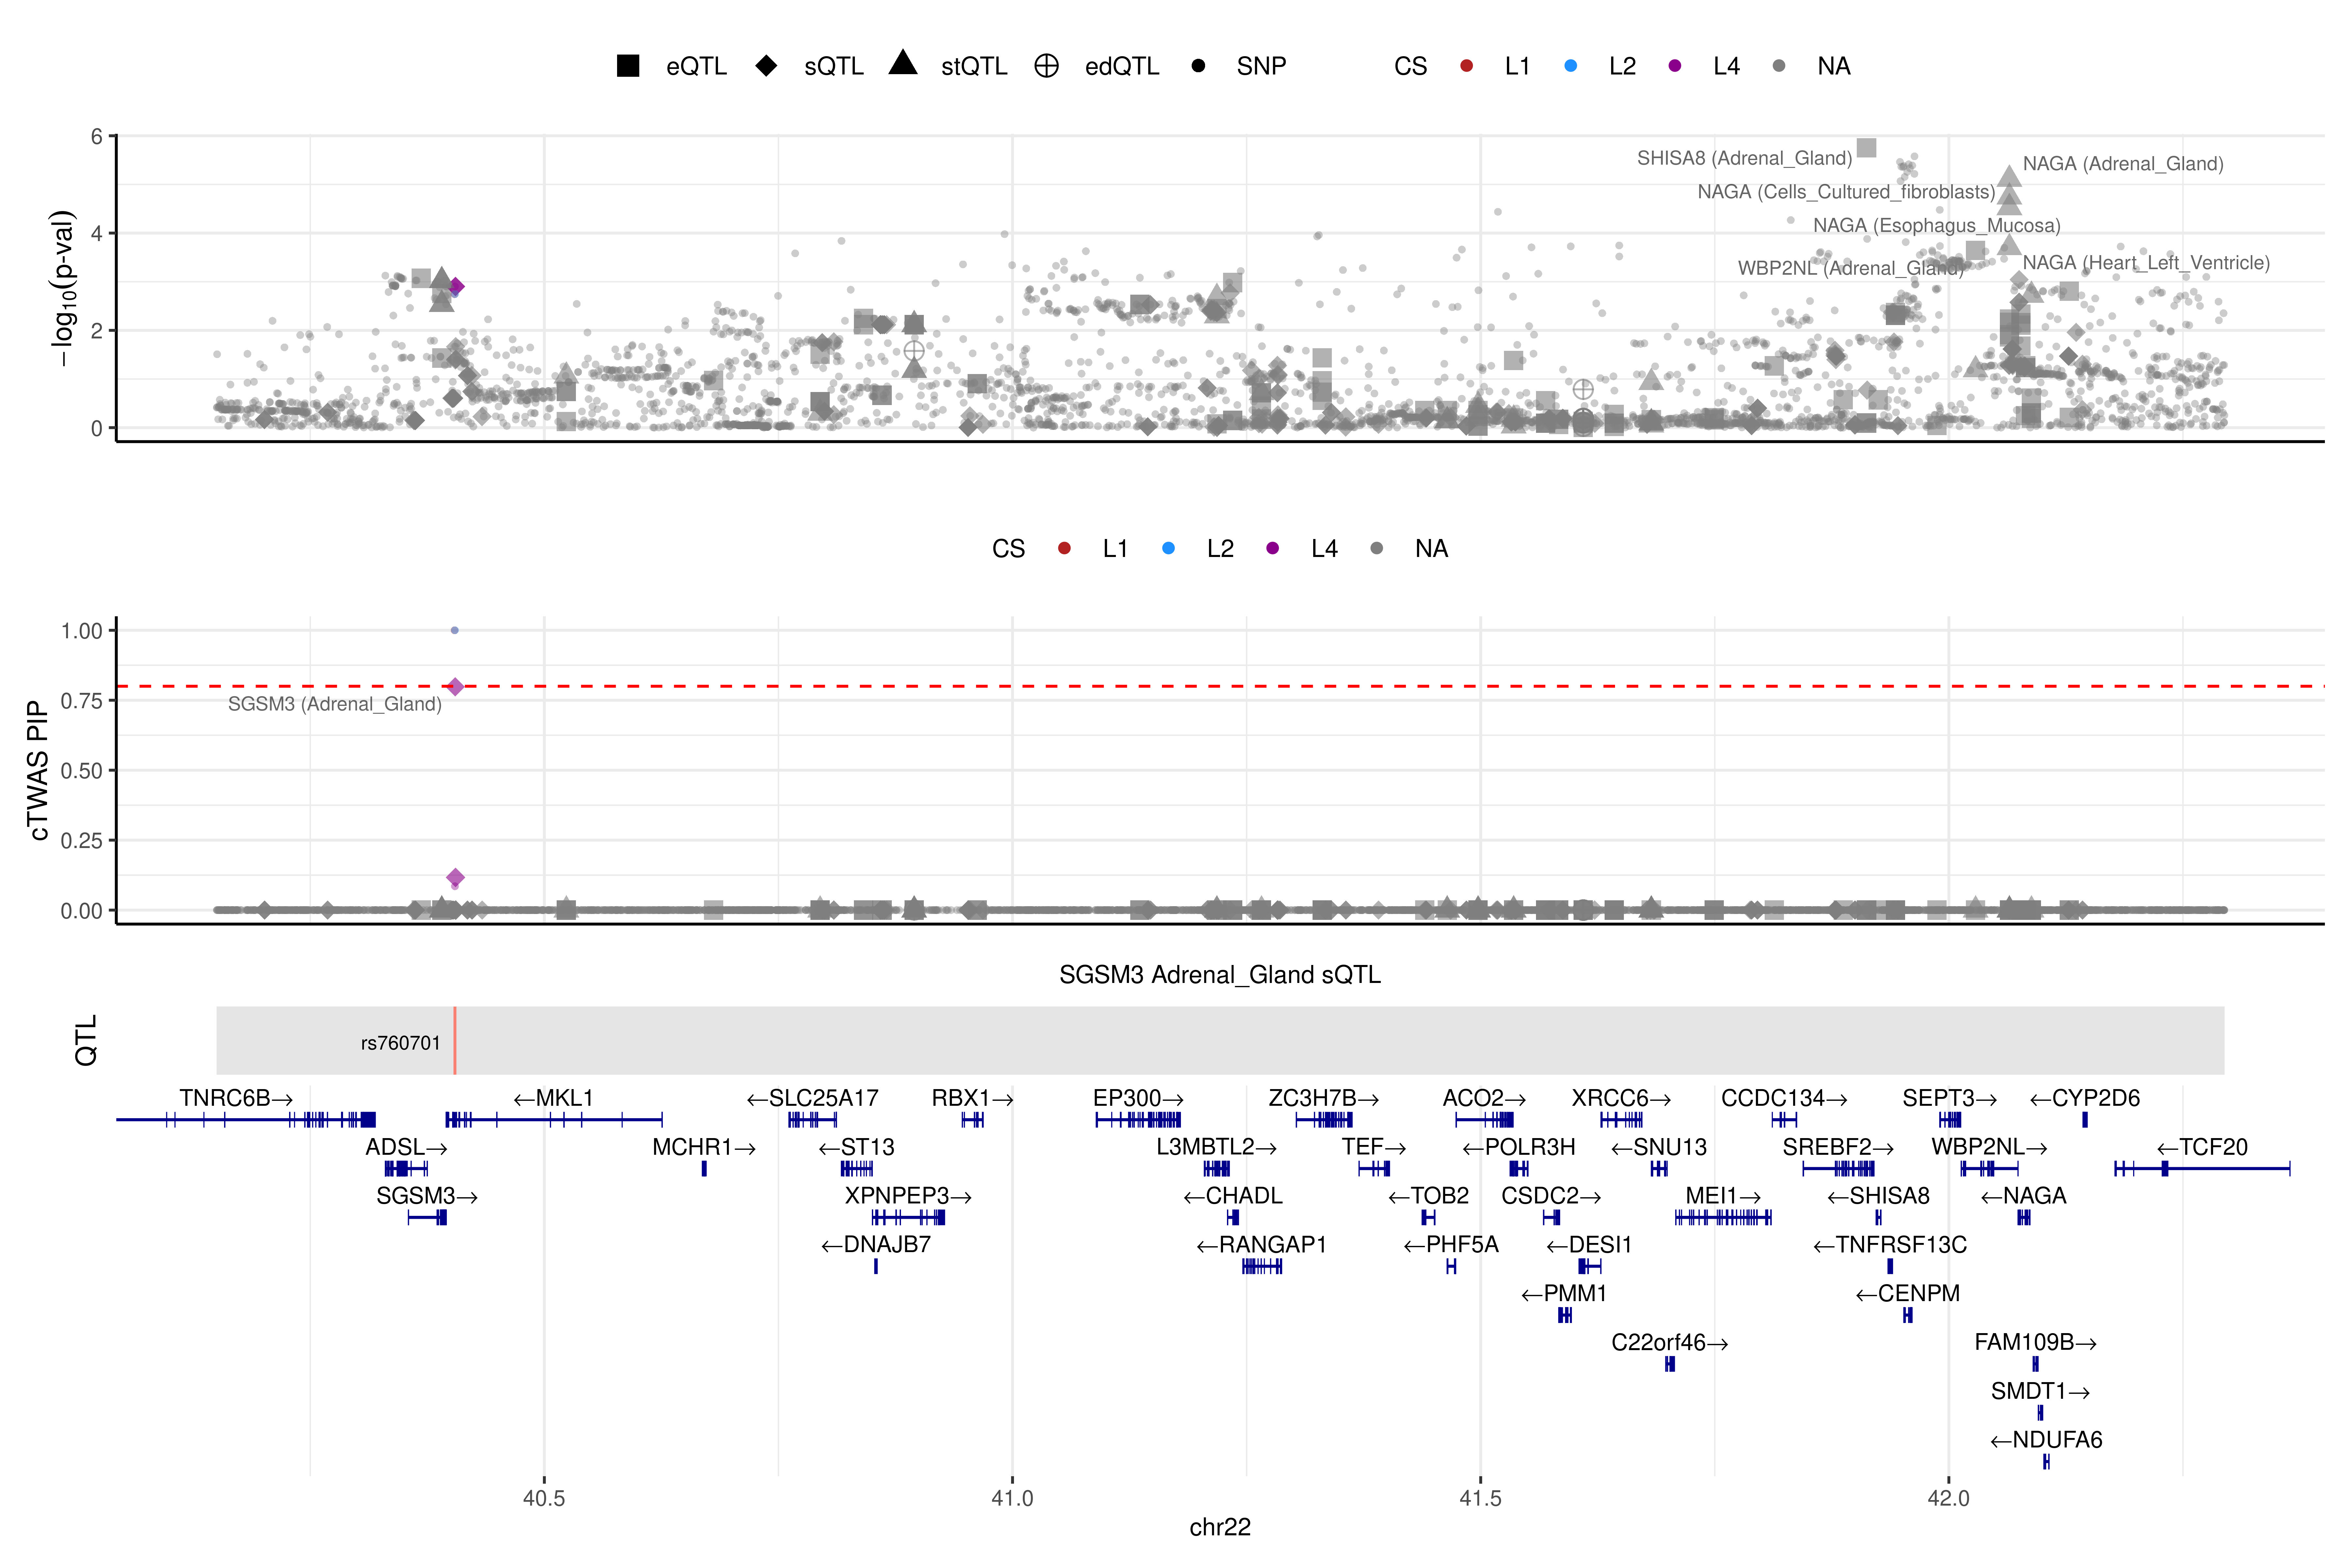 eQTL sQTL stQTL edQTL SNP CS L1 L2 L4 NA
6
4
2
0
−log10(p-val)
SHISA8 (Adrenal_Gland)
NAGA (Adrenal_Gland)
NAGA (Cells_Cultured_fibroblasts)
NAGA (Esophagus_Mucosa)
WBP2NL (Adrenal_Gland)
NAGA (Heart_Left_Ventricle)
CS L1 L2 L4 NA
1.00
0.75
0.50
0.25
0.00
cTWAS PIP
SGSM3 (Adrenal_Gland)
SGSM3 Adrenal_Gland sQTL
QTL
rs760701
TNRC6B→ ←MKL1 ←SLC25A17 RBX1→ EP300→ ZC3H7B→ ACO2→ XRCC6→ CCDC134→ SEPT3→ ←CYP2D6
ADSL→ MCHR1→ ←ST13 L3MBTL2→ TEF→ ←POLR3H ←SNU13 SREBF2→ WBP2NL→ ←TCF20
SGSM3→ XPNPEP3→ ←CHADL ←TOB2 CSDC2→ MEI1→ ←SHISA8 ←NAGA
←DNAJB7 ←RANGAP1 ←PHF5A ←DESI1 ←TNFRSF13C
←PMM1 ←CENPM
C22orf46→ FAM109B→
SMDT1→
←NDUFA6
40.5 41.0 41.5 42.0
chr22